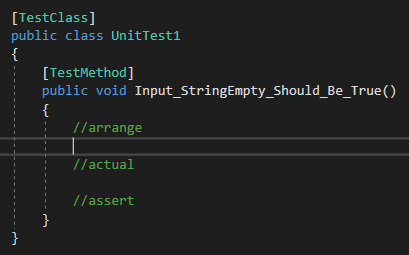 [TestClass]
public class UnitTest1
{
[TestMethod]
public void Input_StringEmpty_Should_Be_True()
{
//arrange
//actual
//assert
}
}